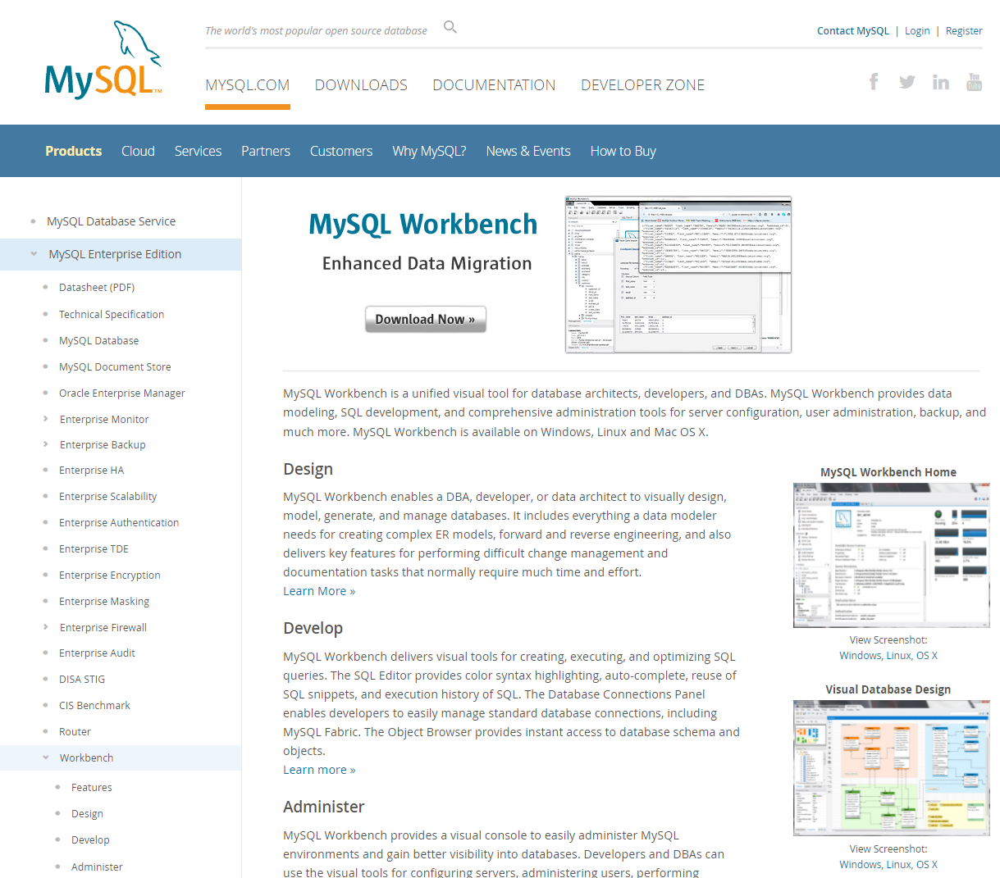 The world's most popular open source database
Contact MySQL | Login | Register
MySQL™
MYSQL.COM DOWNLOADS DOCUMENTATION DEVELOPER ZONE
You
Tube
Products Cloud Services Partners Customers Why MySQL? News & Events How to Buy
MySQL Database Service
MySQL Enterprise Edition
Datasheet (PDF)
Technical Specification
MySQL Database
MySQL Document Store
Oracle Enterprise Manager
Enterprise Monitor
Enterprise Backup
Enterprise HA
Enterprise Scalability
Enterprise Authentication
Enterprise TDE
Enterprise Encryption
Enterprise Masking
Enterprise Firewall
Enterprise Audit
DISA STIG
CIS Benchmark
Router
Workbench
Features
Design
Develop
Administer
MySQL Workbench
Enhanced Data Migration
Download Now »
MySQL Workbench is a unified visual tool for database architects, developers, and DBAs. MySQL Workbench provides data
modeling, SQL development, and comprehensive administration tools for server configuration, user administration, backup, and
much more. MySQL Workbench is available on Windows, Linux and Mac OS X.
Design
MySQL Workbench enables a DBA, developer, or data architect to visually design,
model, generate, and manage databases. It includes everything a data modeler
needs for creating complex ER models, forward and reverse engineering, and also
delivers key features for performing difficult change management and
documentation tasks that normally require much time and effort.
Learn More »
Develop
MySQL Workbench delivers visual tools for creating, executing, and optimizing SQL
queries. The SQL Editor provides color syntax highlighting, auto-complete, reuse of
SQL snippets, and execution history of SQL. The Database Connections Panel
enables developers to easily manage standard database connections, including
MySQL Fabric. The Object Browser provides instant access to database schema and
objects.
Learn more »
Administer
MySQL Workbench provides a visual console to easily administer MySQL
environments and gain better visibility into databases. Developers and DBAs can
use the visual tools for configuring servers, administering users, performing
MySQL Workbench Home
View Screenshot:
Windows, Linux, OS X
Visual Database Design
View Screenshot:
Windows, Linux, OS X